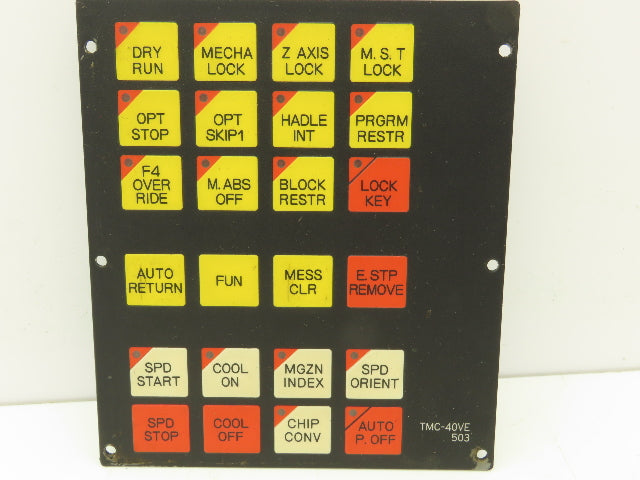 DRY
RUN
MECHA
LOCK
Z AXIS
LOCK
M. S. T
LOCK
OPT
STOP
OPT
SKIP1
HADLE
INT
PRGRM
RESTR
F4
OVER
RIDE
M. ABS
OFF
BLOCK
RESTR
LOCK
KEY
AUTO
RETURN
FUN
MESS
CLR
E. STP
REMOVE
SPD
START
COOL
ON
MGZN
INDEX
SPD
ORIENT
SPD
STOP
COOL
OFF
CHIP
CONV
AUTO
P. OFF
TMC-40VE
503